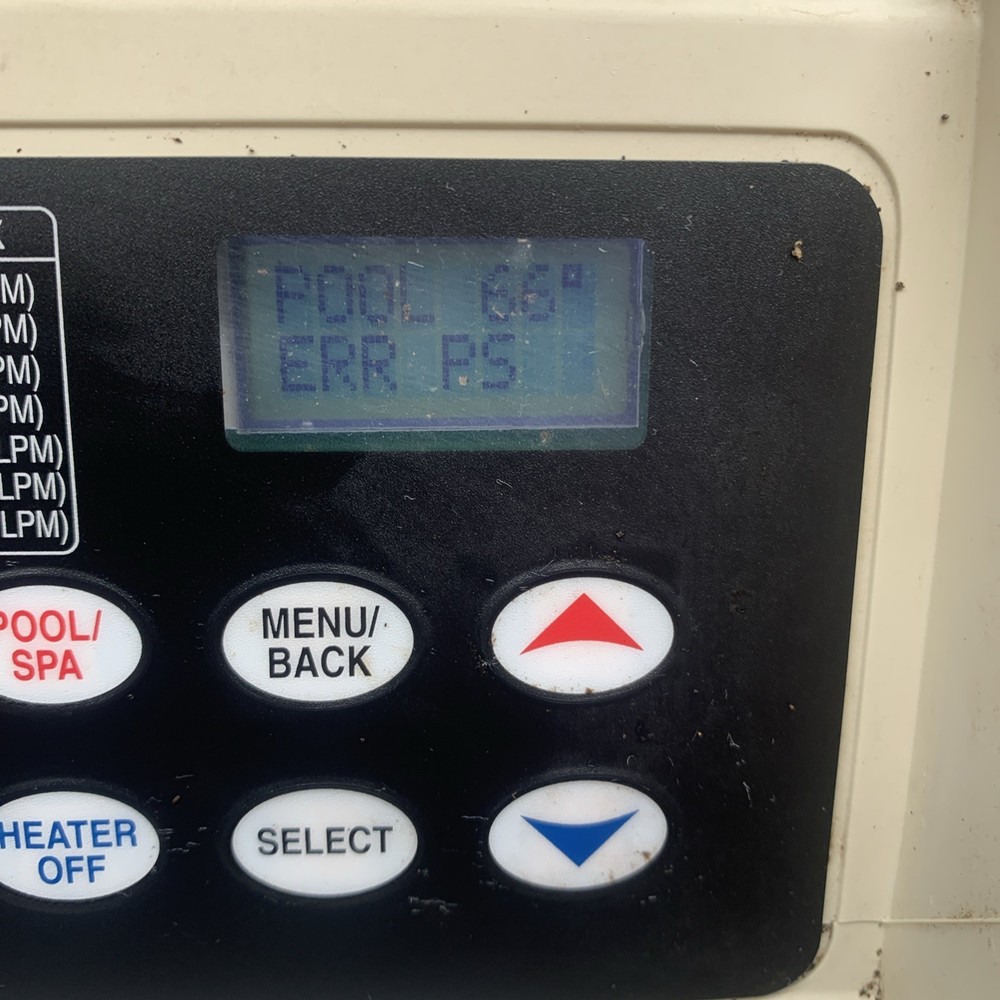 M)
PM)
PM)
PM)
LPM)
LPM)
LPM)
POOL 66°
ERR PS
POOL/
SPA
MENU/
BACK
HEATER
OFF
SELECT